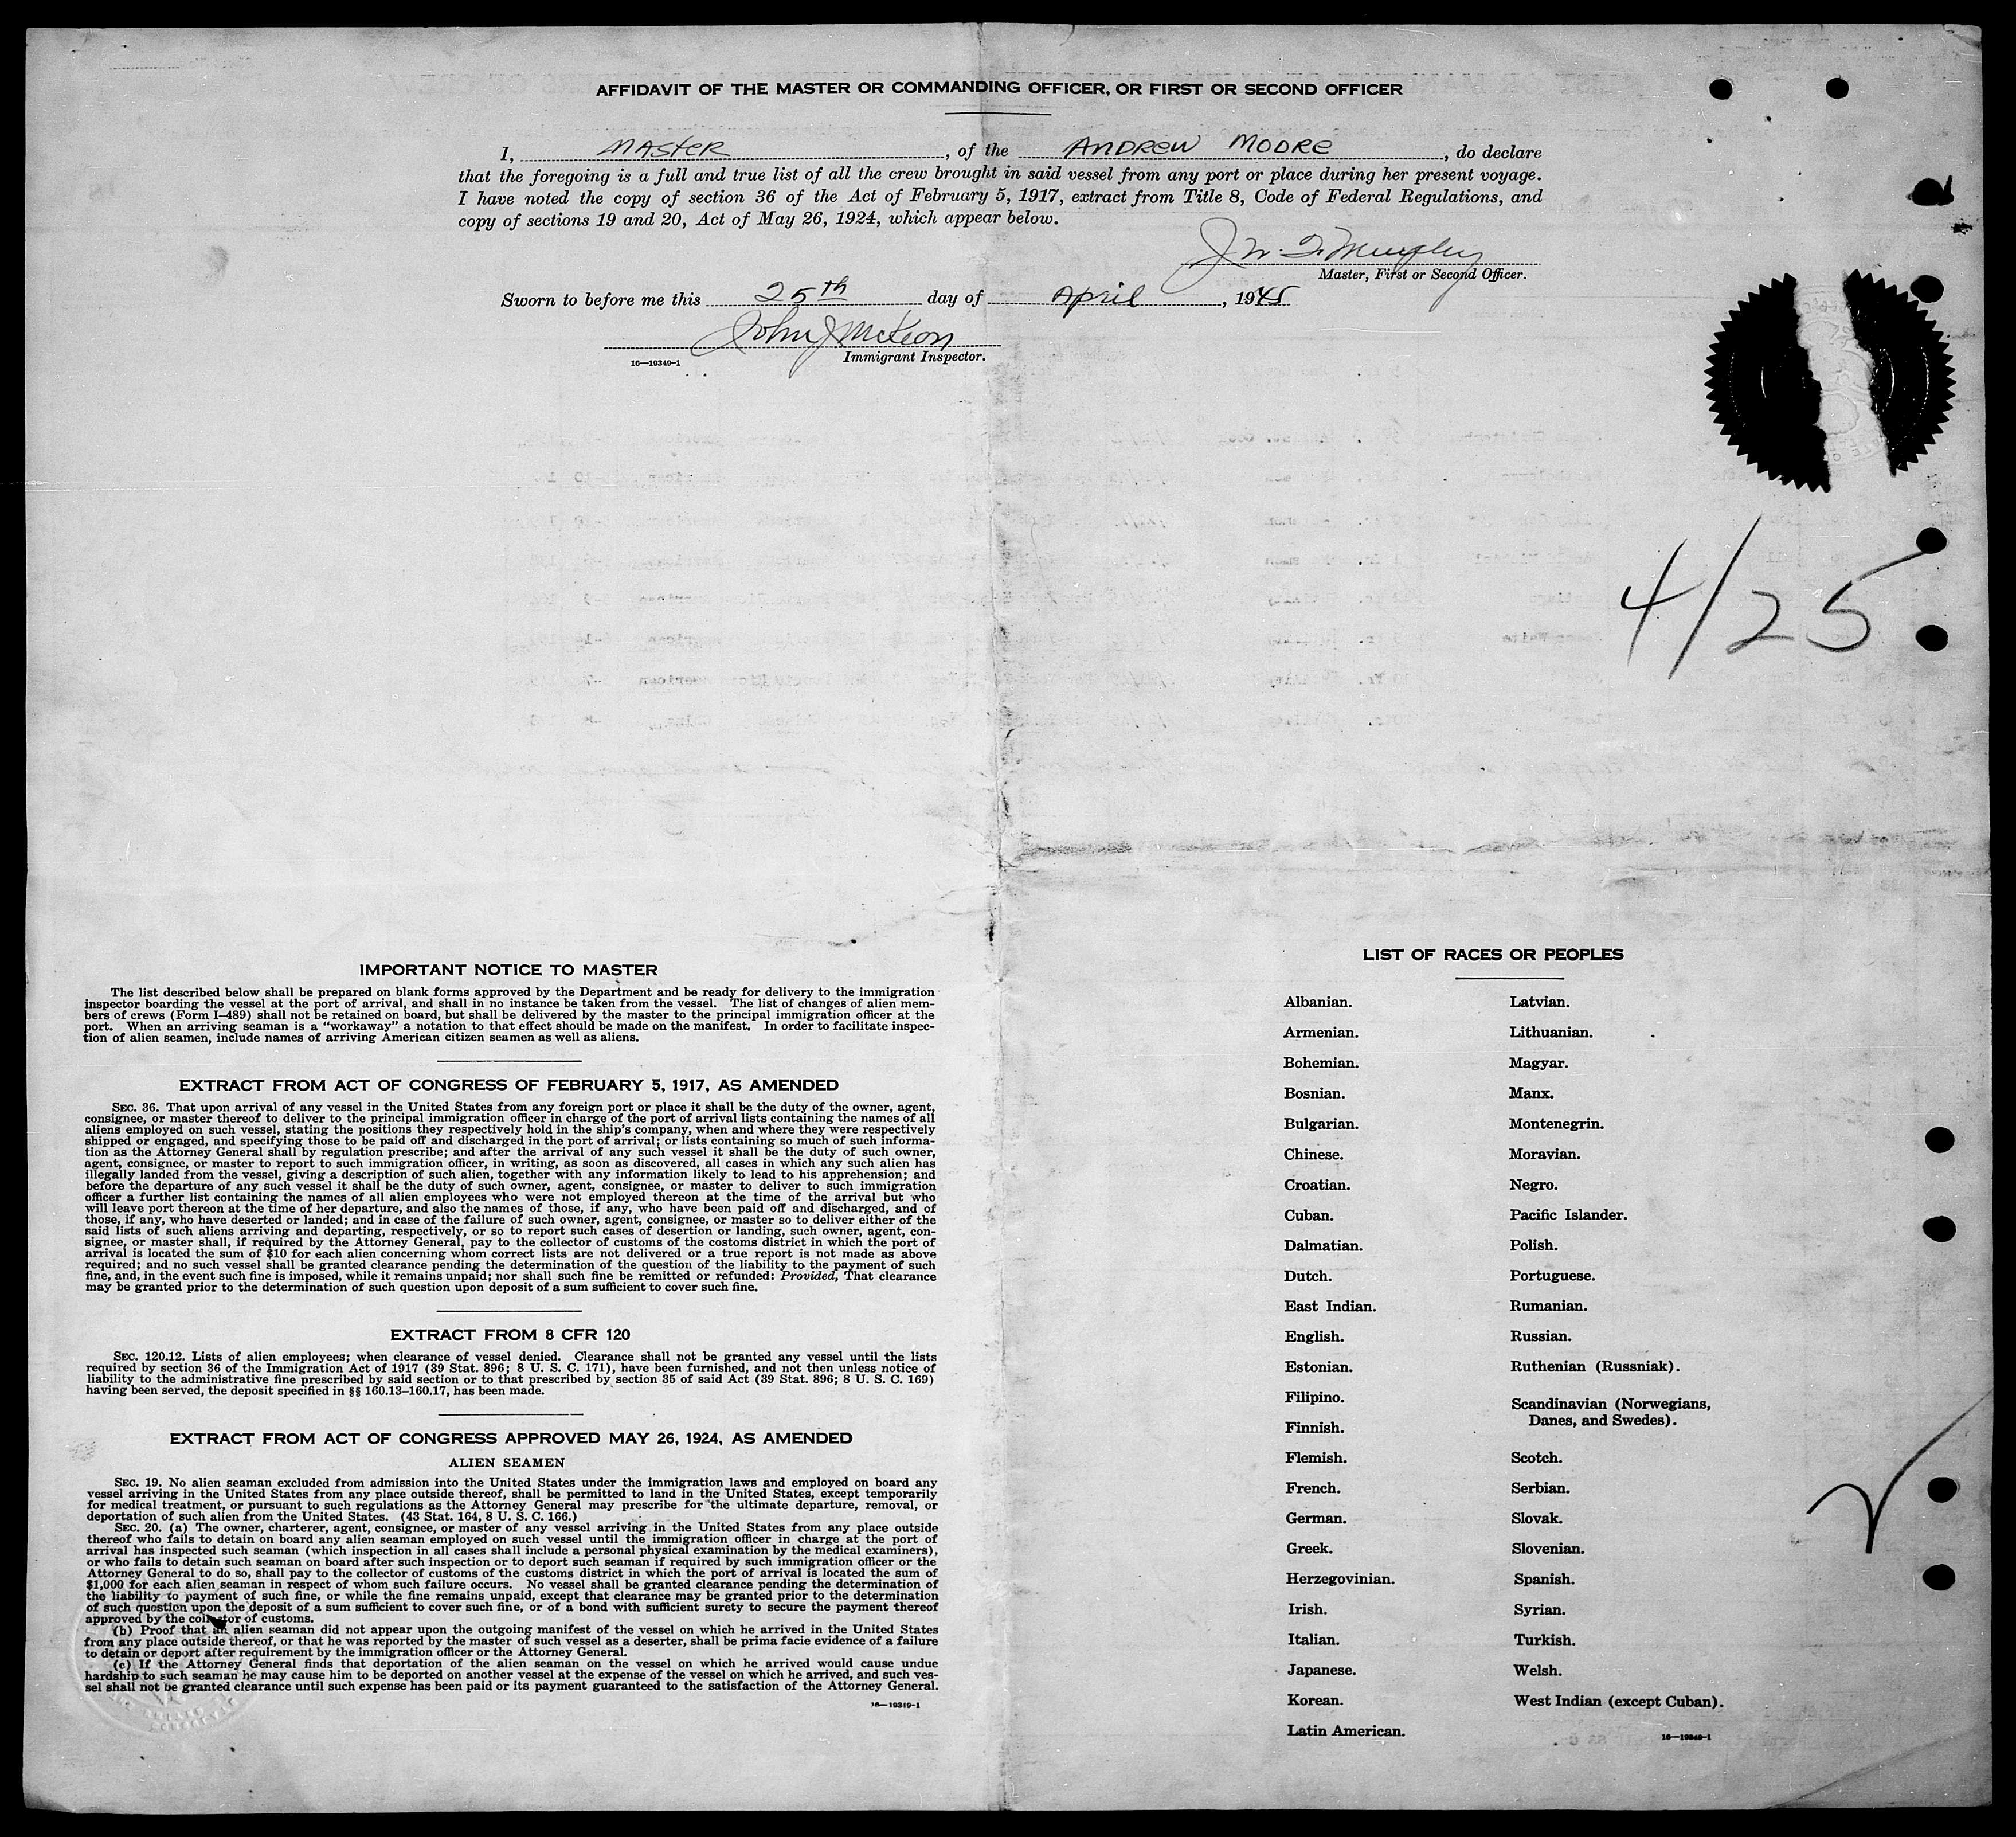 AFFIDAVIT OF THE MASTER OR COMMANDING OFFICER, OR FIRST OR SECOND OFFICER
I, MASTER, of the ANDREW MOORE, do declare
that the foregoing is a full and true list of all the crew brought in said vessel from any port or place during her present voyage.
I have noted the copy of section 36 of the Act of February 5, 1917, extract from Title 8, Code of Federal Regulations, and
copy of sections 19 and 20, Act of May 26, 1924, which appear below.
Murphy
Master, First or Second Officer.
Sworn to before me this 25th day of April, 1945
John J McKeon
16—19349-1 Immigrant Inspector.
4/25
IMPORTANT NOTICE TO MASTER
The list described below shall be prepared on blank forms approved by the Department and be ready for delivery to the immigration
inspector boarding the vessel at the port of arrival, and shall in no instance be taken from the vessel. The list of changes of alien mem-
bers of crews (Form I-489) shall not be retained on board, but shall be delivered by the master to the principal immigration officer at the
port. When an arriving seaman is a "workaway" a notation to that effect should be made on the manifest. In order to facilitate inspec-
tion of alien seamen, include names of arriving American citizen seamen as well as aliens.
EXTRACT FROM ACT OF CONGRESS OF FEBRUARY 5, 1917, AS AMENDED
SEC. 36. That upon arrival of any vessel in the United States from any foreign port or place it shall be the duty of the owner, agent,
consignee, or master thereof to deliver to the principal immigration officer in charge of the port of arrival lists containing the names of all
aliens employed on such vessel, stating the positions they respectively hold in the ship's company, when and where they were respectively
shipped or engaged, and specifying those to be paid off and discharged in the port of arrival; or lists containing so much of such informa-
tion as the Attorney General shall by regulation prescribe; and after the arrival of any such vessel it shall be the duty of such owner,
agent, consignee, or master to report to such immigration officer, in writing, as soon as discovered, all cases in which any such alien has
illegally landed from the vessel, giving a description of such alien, together with any information likely to lead to his apprehension; and
before the departure of any such vessel it shall be the duty of such owner, agent, consignee, or master to deliver to such immigration
officer a further list containing the names of all alien employees who were not employed thereon at the time of the arrival but who
will leave port thereon at the time of her departure, and also the names of those, if any, who have been paid off and discharged, and of
those, if any, who have deserted or landed; and in case of the failure of such owner, agent, consignee, or master so to deliver either of the
said lists of such aliens arriving and departing, respectively, or so to report such cases of desertion or landing, such owner, agent, con-
signee, or master shall, if required by the Attorney General, pay to the collector of customs of the costoms district in which the port of
arrival is located the sum of $10 for each alien concerning whom correct lists are not delivered or a true report is not made as above
required; and no such vessel shall be granted clearance pending the determination of the question of the liability to the payment of such
fine, and, in the event such fine is imposed, while it remains unpaid; nor shall such fine be remitted or refunded: Provided, That clearance
may be granted prior to the determination of such question upon deposit of a sum sufficient to cover such fine.
EXTRACT FROM 8 CFR 120
SEC. 120.12. Lists of alien employees; when clearance of vessel denied. Clearance shall not be granted any vessel until the lists
required by section 36 of the Immigration Act of 1917 (39 Stat. 896; 8 U. S. C. 171), have been furnished, and not then unless notice of
liability to the administrative fine prescribed by said section or to that prescribed by section 35 of said Act (39 Stat. 896; 8 U. S. C. 169)
having been served, the deposit specified in §§ 160.13–160.17, has been made.
EXTRACT FROM ACT OF CONGRESS APPROVED MAY 26, 1924, AS AMENDED
ALIEN SEAMEN
SEC. 19. No alien seaman excluded from admission into the United States under the immigration laws and employed on board any
vessel arriving in the United States from any place outside thereof, shall be permitted to land in the United States, except temporarily
for medical treatment, or pursuant to such regulations as the Attorney General may prescribe for the ultimate departure, removal, or
deportation of such alien from the United States. (43 Stat. 164, 8 U. S. C. 166.)
SEC. 20. (a) The owner, charterer, agent, consignee, or master of any vessel arriving in the United States from any place outside
thereof who fails to detain on board any alien seaman employed on such vessel until the immigration officer in charge at the port of
arrival has inspected such seaman (which inspection in all cases shall include a personal physical examination by the medical examiners),
or who fails to detain such seaman on board after such inspection or to deport such seaman if required by such immigration officer or the
Attorney General to do so, shall pay to the collector of customs of the customs district in which the port of arrival is located the sum of
$1,000 for each alien seaman in respect of whom such failure occurs. No vessel shall be granted clearance pending the determination of
the liability to payment of such fine, or while the fine remains unpaid, except that clearance may be granted prior to the determination
of such question upon the deposit of a sum sufficient to cover such fine, or of a bond with sufficient surety to secure the payment thereof
approved by the collector of customs.
(b) Proof that an alien seaman did not appear upon the outgoing manifest of the vessel on which he arrived in the United States
from any place outside thereof, or that he was reported by the master of such vessel as a deserter, shall be prima facie evidence of a failure
to detain or deport after requirement by the immigration officer or the Attorney General.
(c) If the Attorney General finds that deportation of the alien seaman on the vessel on which he arrived would cause undue
hardship to such seaman he may cause him to be deported on another vessel at the expense of the vessel on which he arrived, and such ves-
sel shall not be granted clearance until such expense has been paid or its payment guaranteed to the satisfaction of the Attorney General.
16—19349-1
LIST OF RACES OR PEOPLES
Albanian.
Armenian.
Bohemian.
Bosnian.
Bulgarian.
Chinese.
Croatian.
Cuban.
Dalmatian.
Dutch.
East Indian.
English.
Estonian.
Filipino.
Finnish.
Flemish.
French.
German.
Greek.
Herzegovinian.
Irish.
Italian.
Japanese.
Korean.
Latin American.
Latvian.
Lithuanian.
Magyar.
Manx.
Montenegrin.
Moravian.
Negro.
Pacific Islander.
Polish.
Portuguese.
Rumanian.
Russian.
Ruthenian (Russniak).
Scandinavian (Norwegians,
Danes, and Swedes).
Scotch.
Serbian.
Slovak.
Slovenian.
Spanish.
Syrian.
Turkish.
Welsh.
West Indian (except Cuban).
16—19349-1